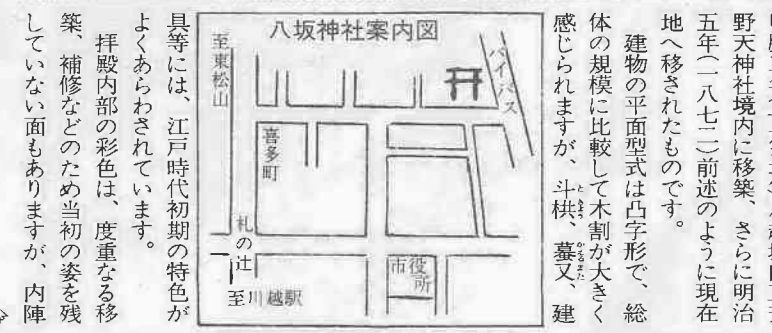 野天神社境内に移築、さらに明治
五年(一八七二)前述のように現在
地へ移されたものです。
建物の平面型式は凸字形で、総
体の規模に比較して木割が大きく
感じられますが、斗栱、蟇又、建
八坂神社案内図
バイパス
至東松山
喜多町
札の辻
市役所
至川越駅
具等には、江戸時代初期の特色が
よくあらわされています。
拝殿内部の彩色は、度重なる移
築、補修などのため当初の姿を残
していない面もありますが、内陣